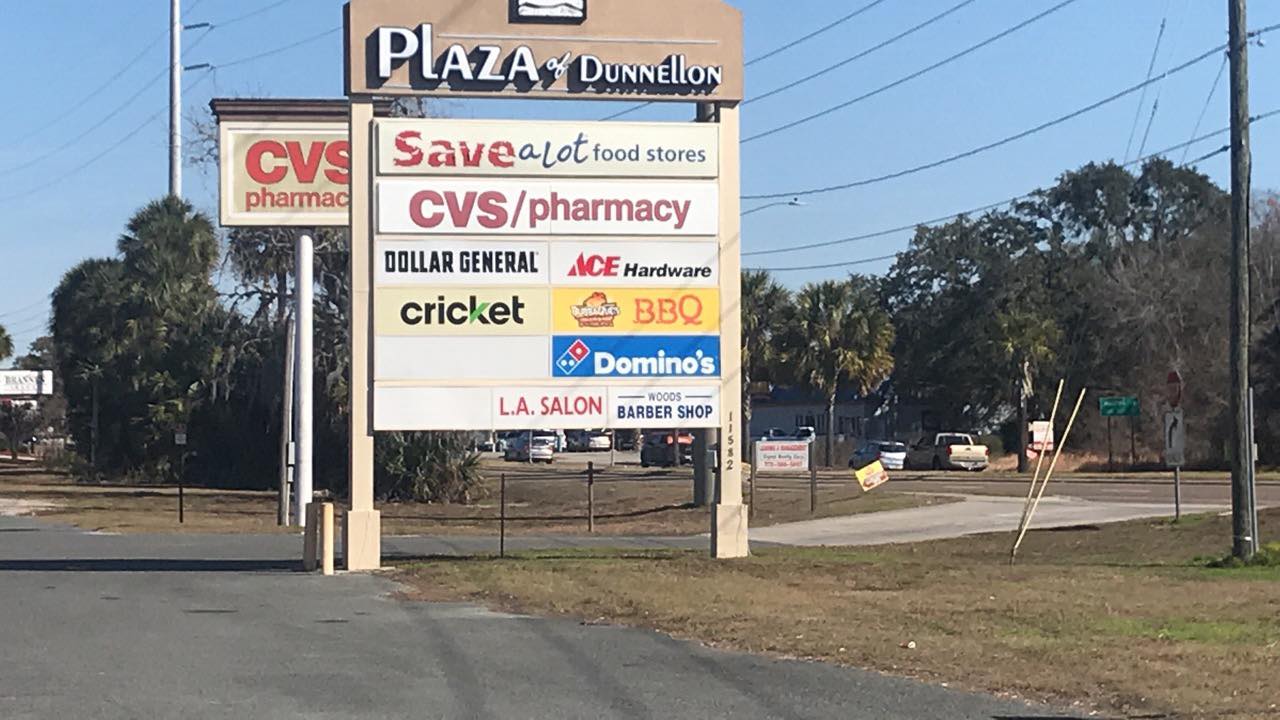 Plaza of Dunnellon
CVS
pharmac
Save a Lot food stores
CVS/pharmacy
DOLLAR GENERAL
ACE Hardware
cricket
BBQ
Domino's
L.A. SALON
WOODS
BARBER SHOP
11582